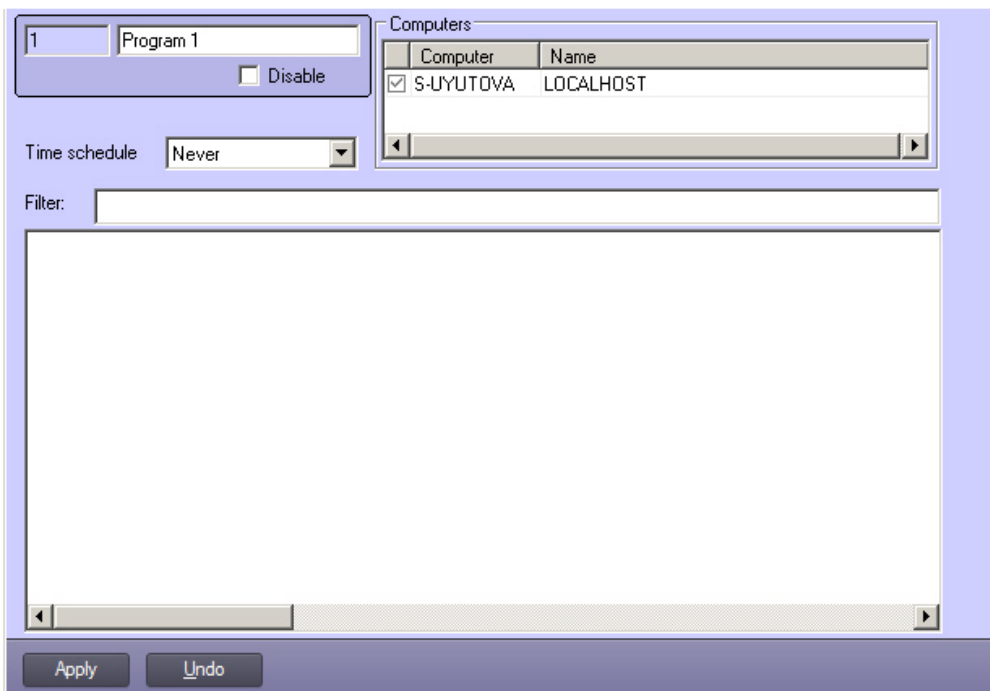 1 Program 1
Disable
Computers
Computer Name
S-UYUTOVA LOCALHOST
Time schedule Never
Filter:
Apply Undo